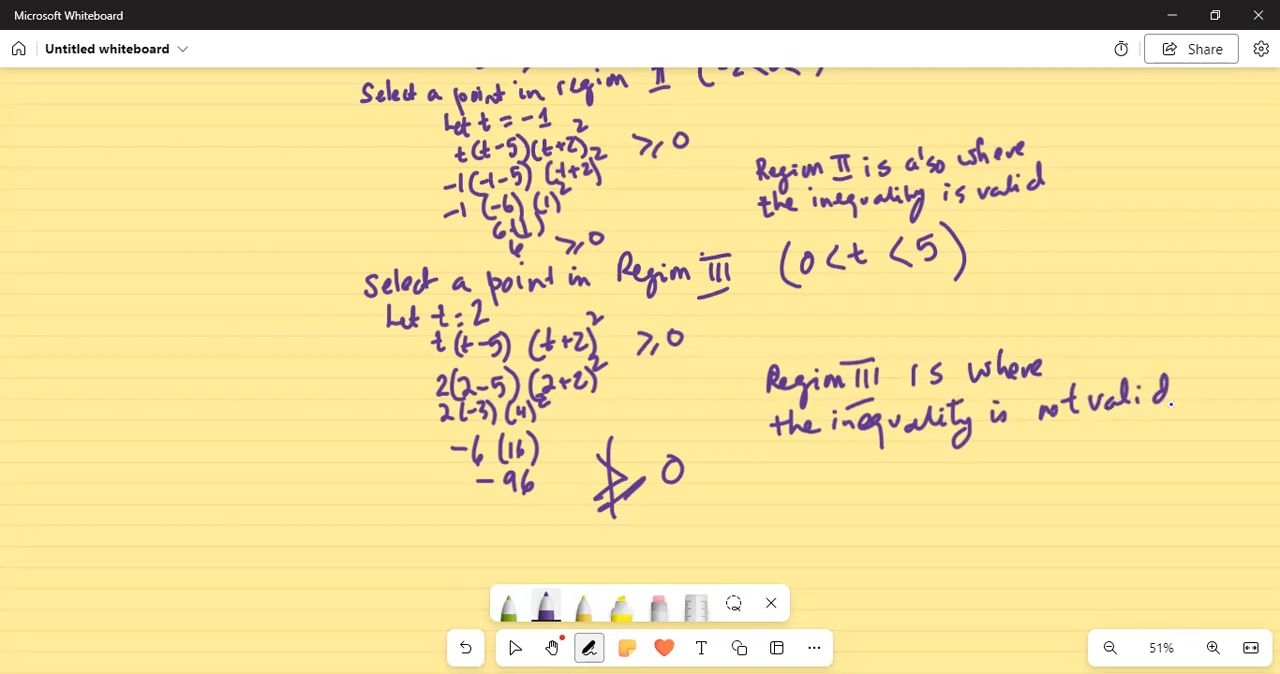 Microsoft Whiteboard
Untitled whiteboard
Share
Select a point in region II
Let t = -1
t(t-5)(t+2)² ≥ 0
-1(-1-5)(-1+2)²
-1 (-6) (1)²
6(1)
6 ≥ 0
Region II is also where
the inequality is valid
Select a point in Region III (0 < t < 5)
Let t = 2
t(t-5) (t+2)² ≥ 0
2(2-5)(2+2)²
2(-3)(4)²
-6 (16)
-96 ≱ 0
Region III is where
the inequality is not valid
51%